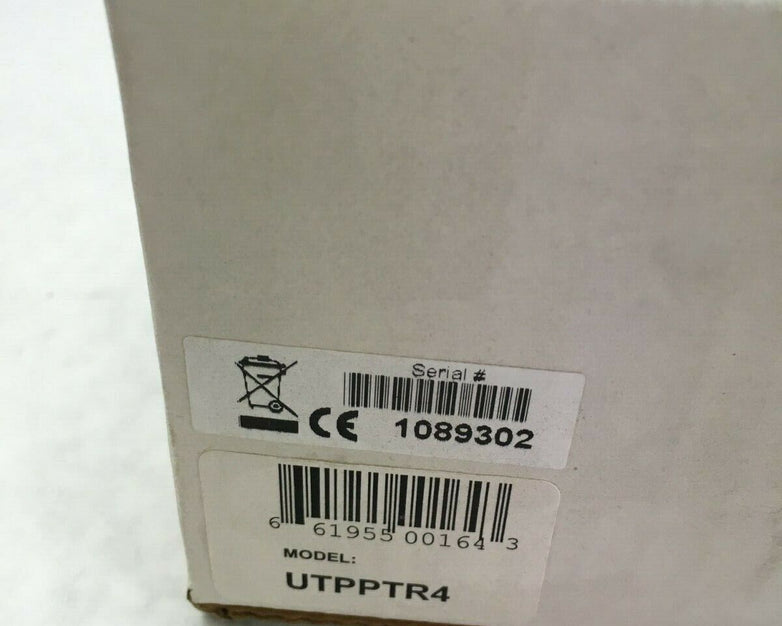 Serial #
CE 1089302
6 61955 00164 3
MODEL:
UTPPTR4